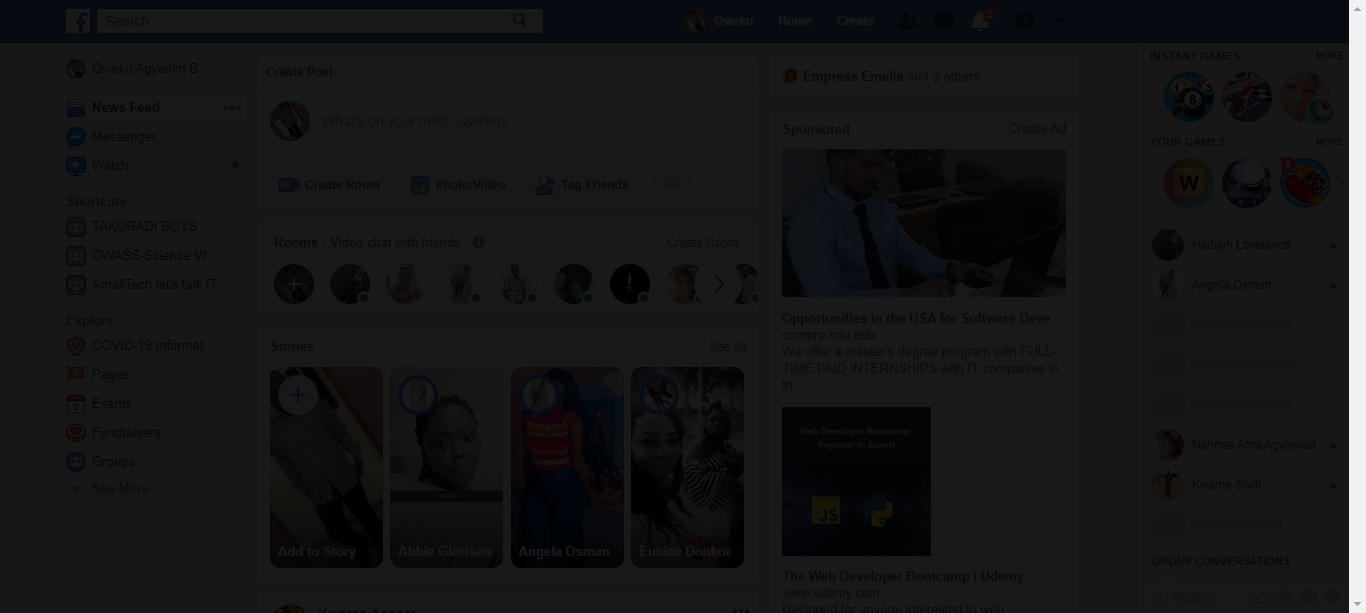 Search
Qweku
Home
Create
2
Qweku Agyenim B...
News Feed
Messenger
Watch
Shortcuts
TAKORADI BOYS ...
OWASS-Science VI
AmaliTech let's talk IT
Explore
COVID-19 Informat...
Pages
2
Events
Fundraisers
Groups
See More...
Create Post
What's on your mind, Qweku?
Create Room
Photo/Video
Tag Friends
Rooms
Video chat with friends
Create Room
Stories
See All
Add to Story
Abbie Glorison
Angela Osman
Eunice Donkor
Empress Emelia and 2 others
Sponsored
Create Ad
Opportunities in the USA for Software Deve...
compro.miu.edu
We offer a master's degree program with FULL-
TIME PAID INTERNSHIPS with IT companies in
th...
Web Developer Bootcamp:
Beginner to Expert
JS
The Web Developer Bootcamp | Udemy
www.udemy.com
Designed for anyone interested in web
INSTANT GAMES
MORE
8
YOUR GAMES
MORE
W
4
Hadijah Lovelance
Angela Osman
Nahnaa Ama Agyiewaa
Kwame Swift
GROUP CONVERSATIONS
Search